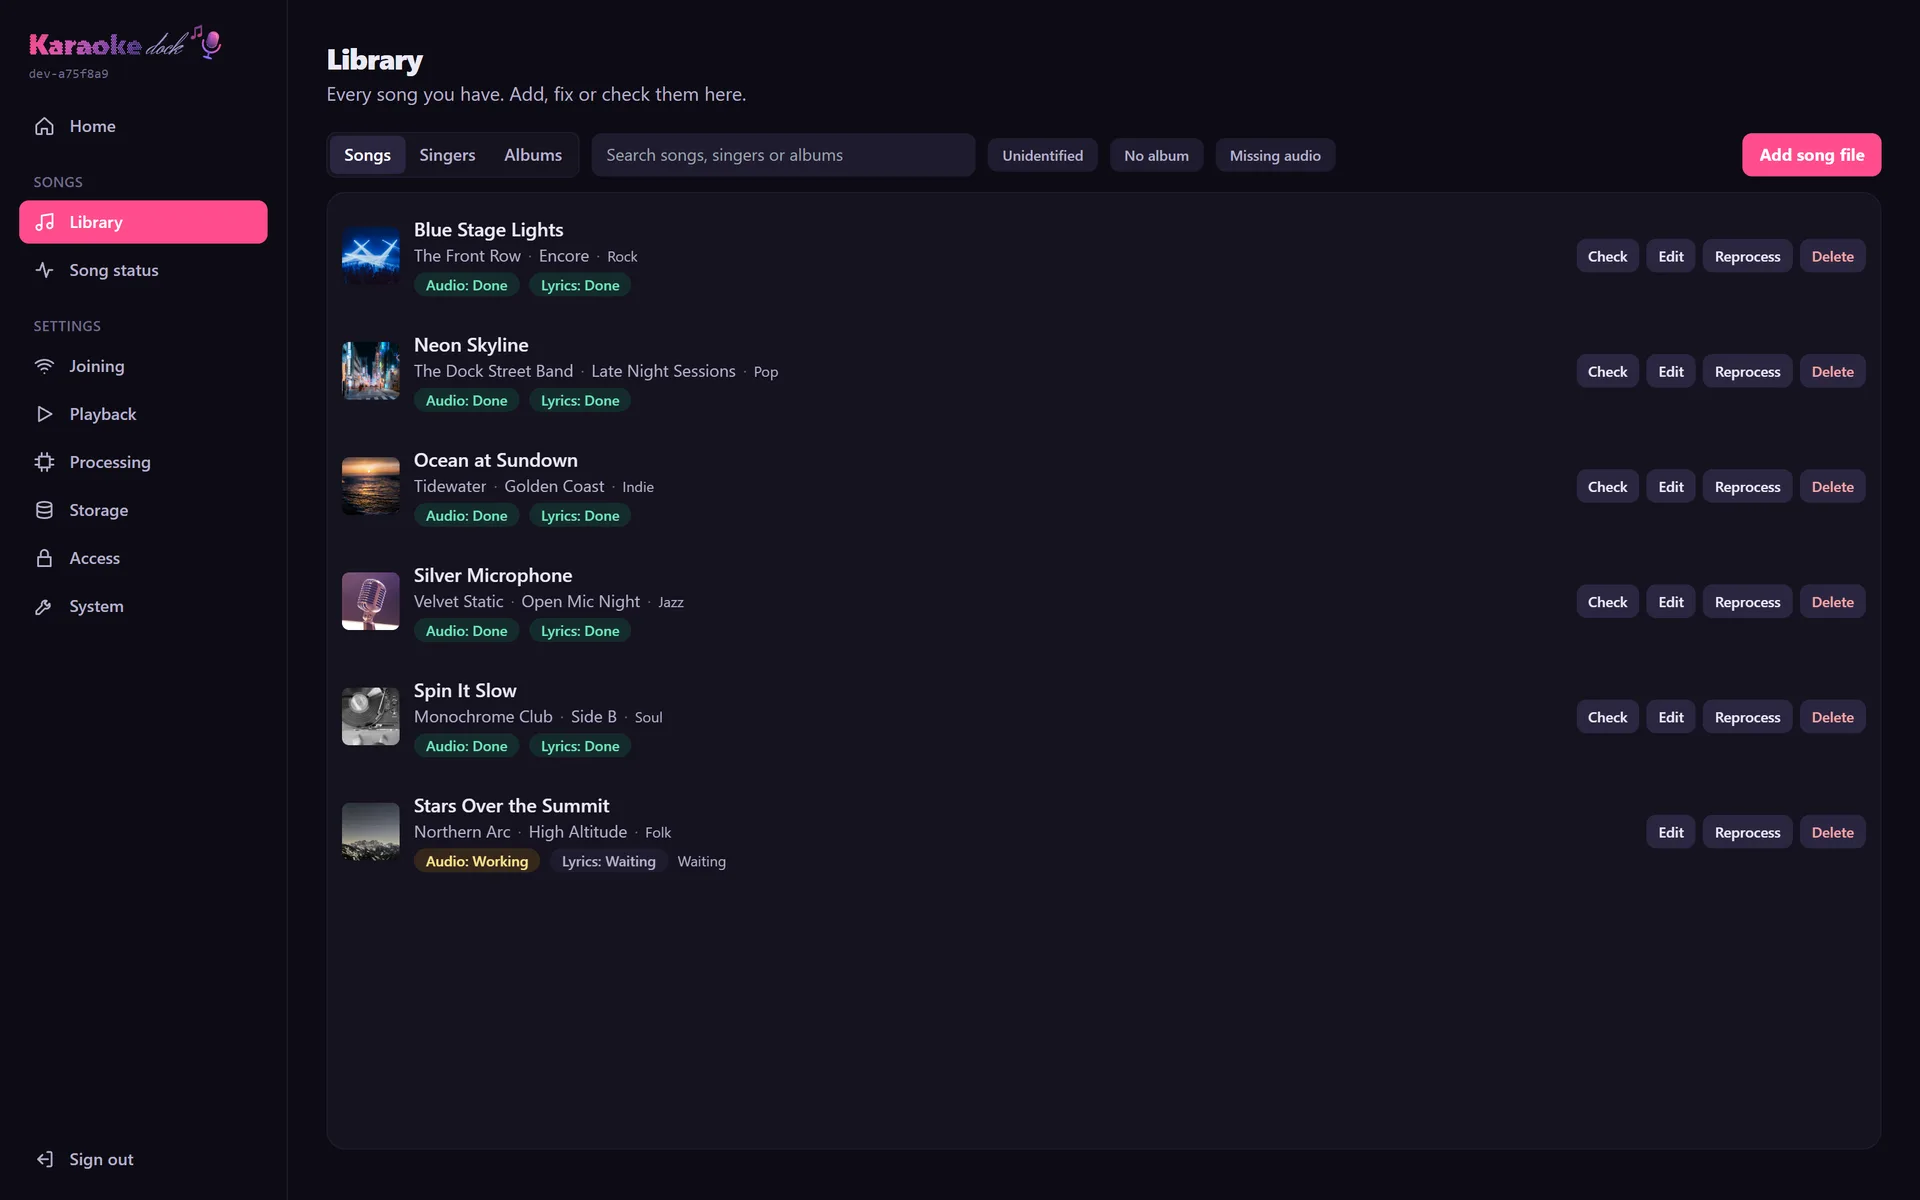 Karaoke dock
dev-a75f8a9
Home
SONGS
Library
Song status
SETTINGS
Joining
Playback
Processing
Storage
Access
System
Sign out
Library
Every song you have. Add, fix or check them here.
Songs Singers Albums Search songs, singers or albums Unidentified No album Missing audio Add song file
Blue Stage Lights
The Front Row · Encore · Rock
Audio: Done Lyrics: Done
Check Edit Reprocess Delete
Neon Skyline
The Dock Street Band · Late Night Sessions · Pop
Audio: Done Lyrics: Done
Check Edit Reprocess Delete
Ocean at Sundown
Tidewater · Golden Coast · Indie
Audio: Done Lyrics: Done
Check Edit Reprocess Delete
Silver Microphone
Velvet Static · Open Mic Night · Jazz
Audio: Done Lyrics: Done
Check Edit Reprocess Delete
Spin It Slow
Monochrome Club · Side B · Soul
Audio: Done Lyrics: Done
Check Edit Reprocess Delete
Stars Over the Summit
Northern Arc · High Altitude · Folk
Audio: Working Lyrics: Waiting Waiting
Edit Reprocess Delete